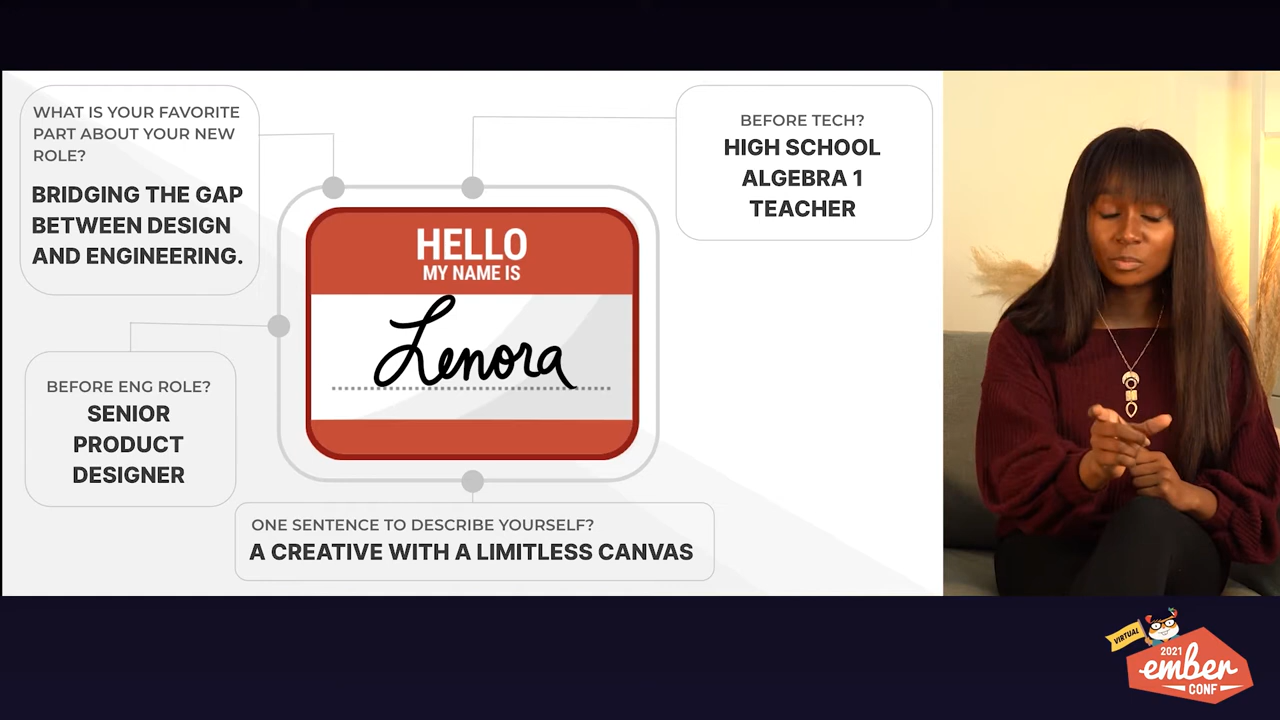 WHAT IS YOUR FAVORITE
PART ABOUT YOUR NEW
ROLE?
BRIDGING THE GAP
BETWEEN DESIGN
AND ENGINEERING.
BEFORE TECH?
HIGH SCHOOL
ALGEBRA 1
TEACHER
HELLO
MY NAME IS
Lenora
BEFORE ENG ROLE?
SENIOR
PRODUCT
DESIGNER
ONE SENTENCE TO DESCRIBE YOURSELF?
A CREATIVE WITH A LIMITLESS CANVAS
VIRTUAL
2021
ember
CONF